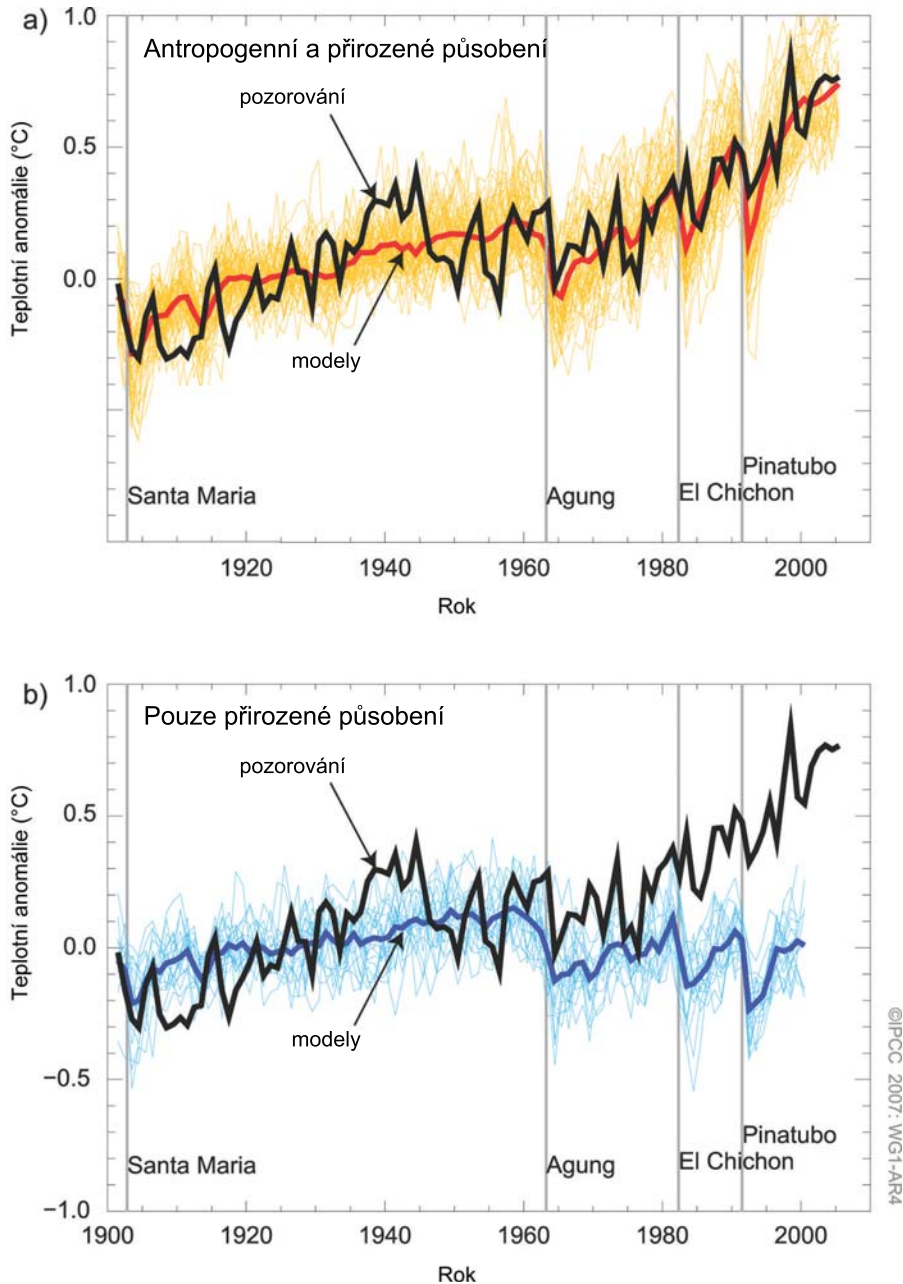 a)
Antropogenní a přirozené působení
pozorování
modely
Teplotní anomálie (°C)
1.0
0.5
0.0
Santa Maria
Agung
El Chichon
Pinatubo
1920
1940
1960
1980
2000
Rok
b)
Pouze přirozené působení
pozorování
modely
Teplotní anomálie (°C)
1.0
0.5
0.0
−0.5
−1.0
Santa Maria
Agung
El Chichon
Pinatubo
1900
1920
1940
1960
1980
2000
Rok
©IPCC 2007: WG1-AR4